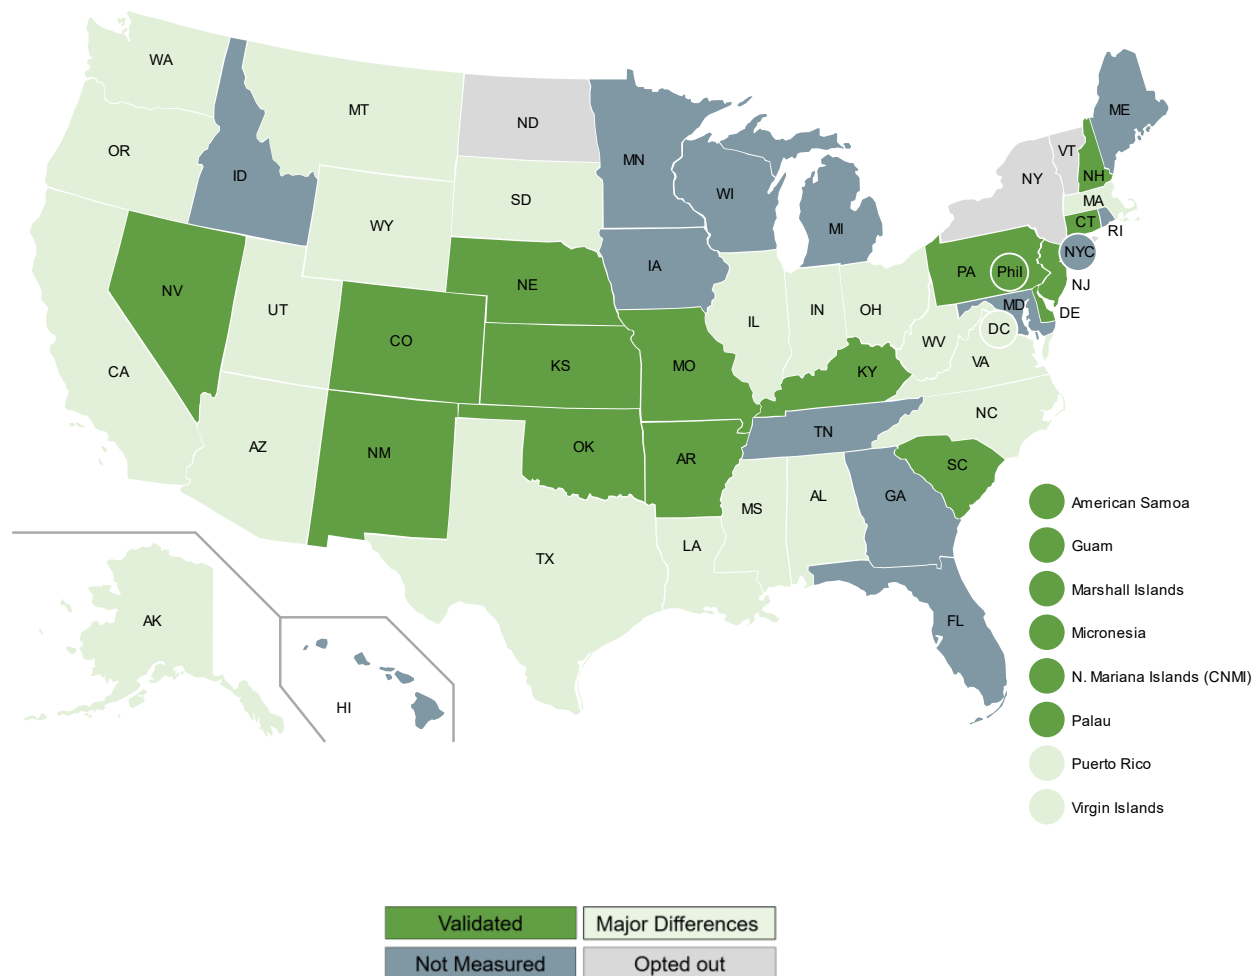 WA
MT
ND
MN
ME
VT
NH
NY
OR
ID
SD
WI
MI
MA
CT
RI
WY
NYC
IA
PA
Phil
NJ
NV
NE
UT
CO
IL
IN
OH
MD
DE
DC
WV
VA
CA
KS
MO
KY
NC
TN
AZ
NM
OK
AR
SC
MS
AL
GA
American Samoa
LA
Guam
TX
Marshall Islands
AK
FL
Micronesia
N. Mariana Islands (CNMI)
HI
Palau
Puerto Rico
Virgin Islands
Validated
Major Differences
Not Measured
Opted out